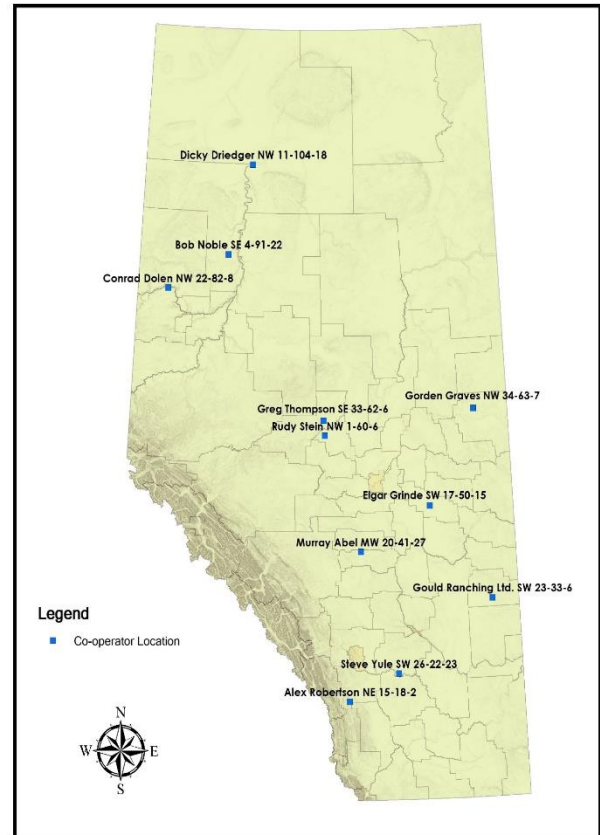 Dicky Driedger NW 11-104-18
Bob Noble SE 4-91-22
Conrad Dolen NW 22-82-8
Gorden Graves NW 34-63-7
Greg Thompson SE 33-62-6
Rudy Stein NW 1-60-6
Elgar Grinde SW 17-50-15
Murray Abel MW 20-41-27
Gould Ranching Ltd. SW 23-33-6
Legend
Co-operator Location
Steve Yule SW 26-22-23
Alex Robertson NE 15-18-2
N
W E
S